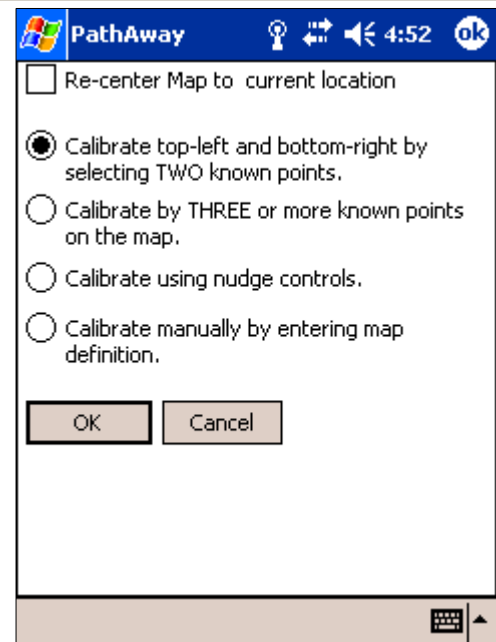 PathAway 4:52 ok
Re-center Map to current location
Calibrate top-left and bottom-right by
selecting TWO known points.
Calibrate by THREE or more known points
on the map.
Calibrate using nudge controls.
Calibrate manually by entering map
definition.
OK Cancel